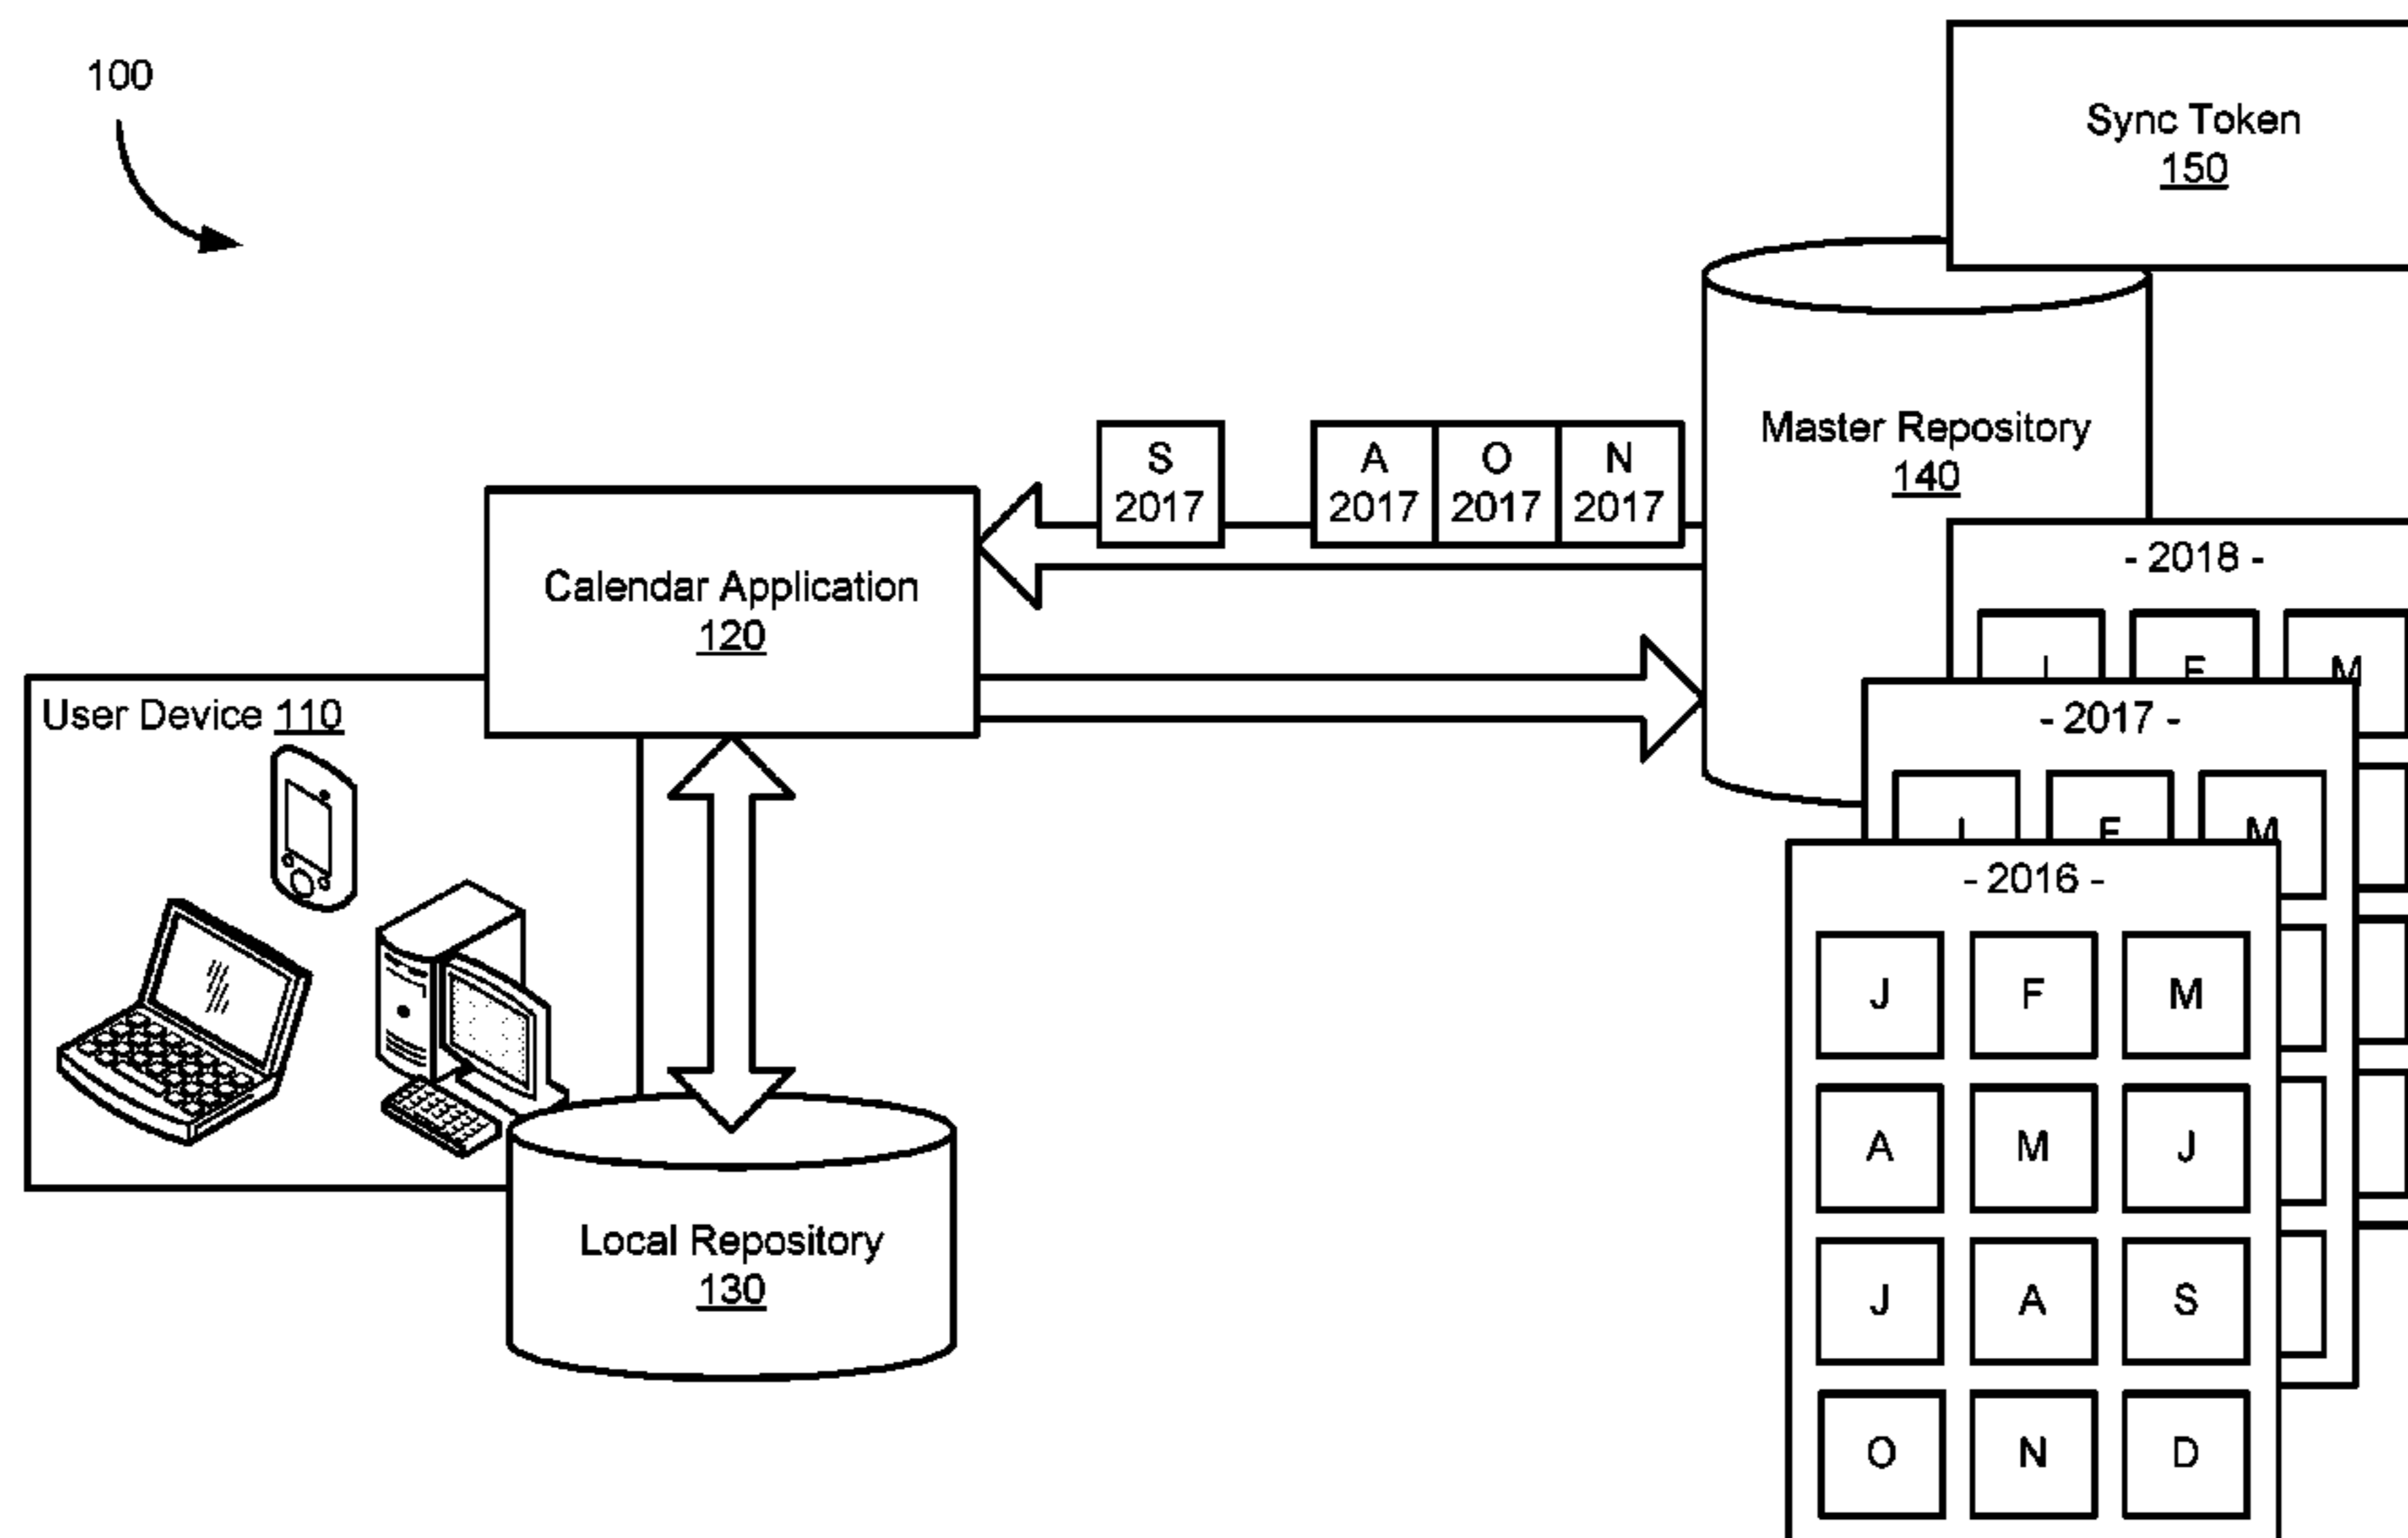 100
Sync Token
150
Master Repository
140
S
2017
A
2017
O
2017
N
2017
Calendar Application
120
User Device 110
Local Repository
130
- 2018 -
F
M
- 2017 -
F
M
- 2016 -
J F M
A M J
J A S
O N D